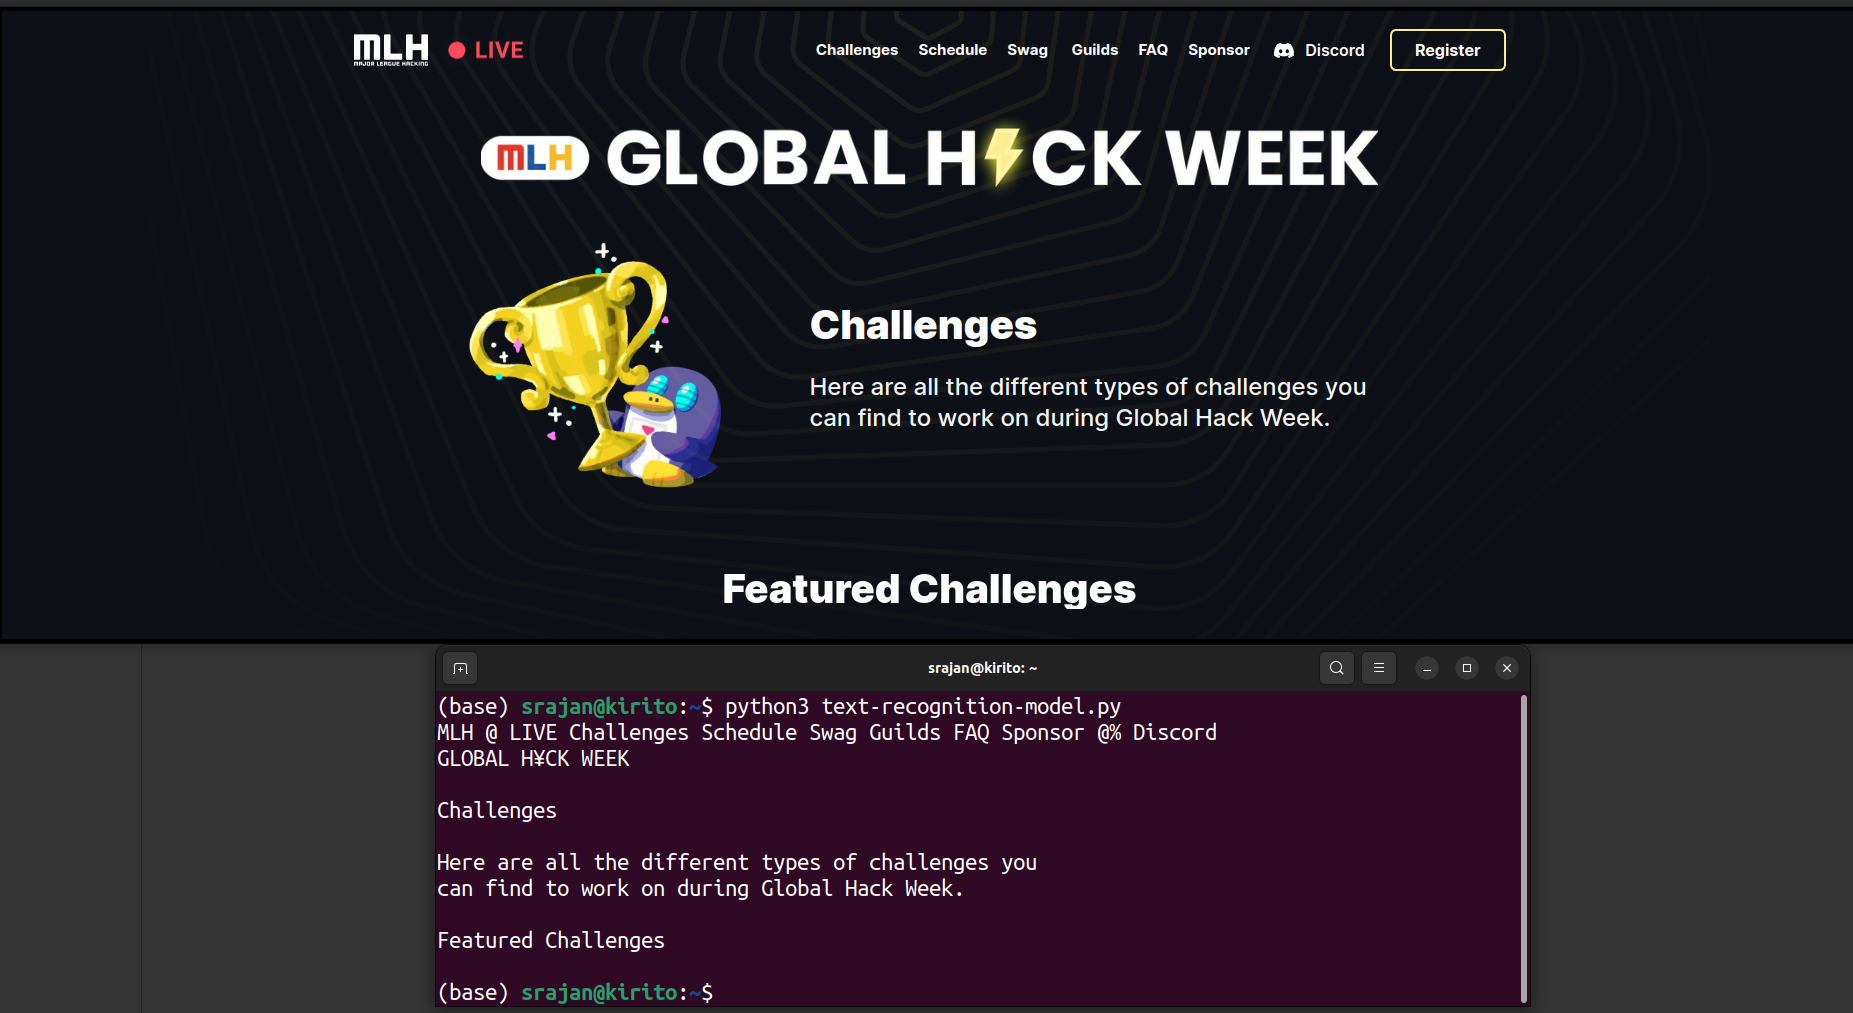 MLH LIVE Challenges Schedule Swag Guilds FAQ Sponsor Discord Register
MAJOR LEAGUE HACKING
MLH GLOBAL H⚡CK WEEK
Challenges
Here are all the different types of challenges you
can find to work on during Global Hack Week.
Featured Challenges
srajan@kirito: ~
(base) srajan@kirito:~$ python3 text-recognition-model.py
MLH @ LIVE Challenges Schedule Swag Guilds FAQ Sponsor @% Discord
GLOBAL H¥CK WEEK
Challenges
Here are all the different types of challenges you
can find to work on during Global Hack Week.
Featured Challenges
(base) srajan@kirito:~$